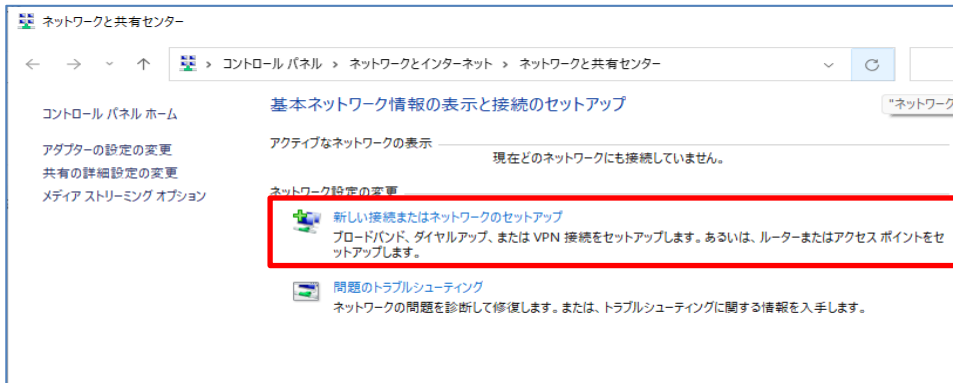 ネットワークと共有センター
コントロール パネル › ネットワークとインターネット › ネットワークと共有センター
コントロール パネル ホーム
アダプターの設定の変更
共有の詳細設定の変更
メディア ストリーミング オプション
基本ネットワーク情報の表示と接続のセットアップ
"ネットワーク
アクティブなネットワークの表示
現在どのネットワークにも接続していません。
ネットワーク設定の変更
新しい接続またはネットワークのセットアップ
ブロードバンド、ダイヤルアップ、または VPN 接続をセットアップします。あるいは、ルーターまたはアクセス ポイントをセ
ットアップします。
問題のトラブルシューティング
ネットワークの問題を診断して修復します。または、トラブルシューティングに関する情報を入手します。